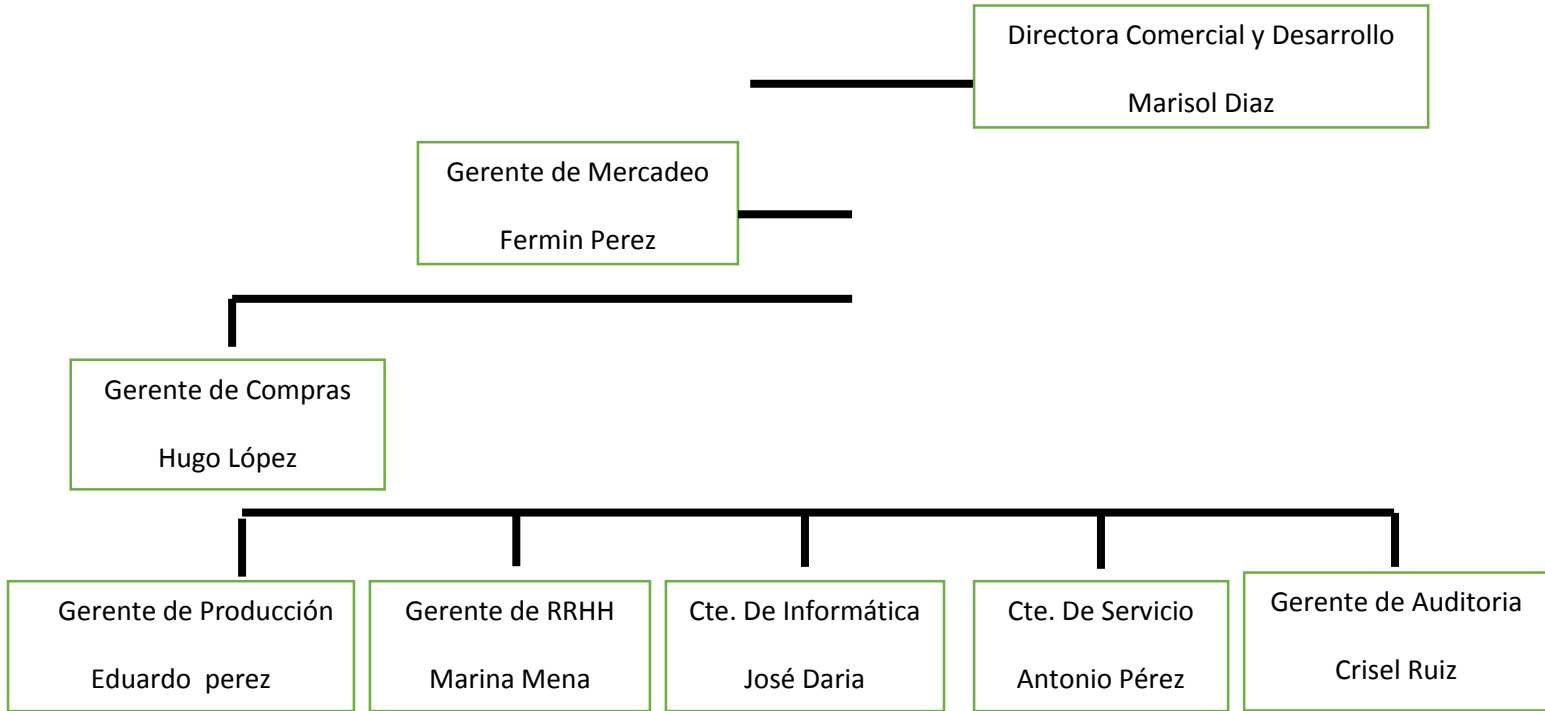 Directora Comercial y Desarrollo
Marisol Diaz
Gerente de Mercadeo
Fermin Perez
Gerente de Compras
Hugo López
Gerente de Producción
Eduardo  perez
Gerente de RRHH
Marina Mena
Cte. De Informática
José Daria
Cte. De Servicio
Antonio Pérez
Gerente de Auditoria
Crisel Ruiz